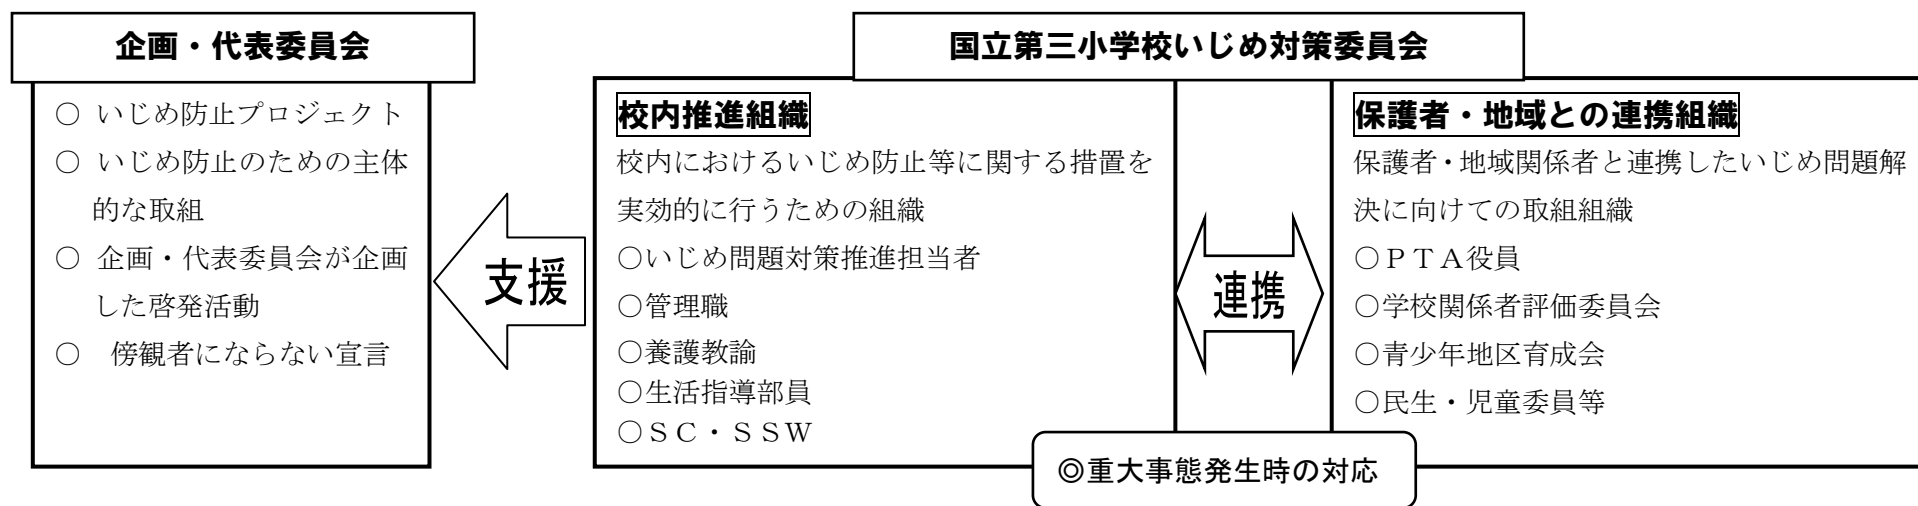 企画・代表委員会
○ いじめ防止プロジェクト
○ いじめ防止のための主体
的な取組
○ 企画・代表委員会が企画
した啓発活動
○ 傍観者にならない宣言
支援
国立第三小学校いじめ対策委員会
校内推進組織
校内におけるいじめ防止等に関する措置を
実効的に行うための組織
○いじめ問題対策推進担当者
○管理職
○養護教諭
○生活指導部員
○ＳＣ・ＳＳＷ
連携
保護者・地域との連携組織
保護者・地域関係者と連携したいじめ問題解
決に向けての取組組織
○ＰＴＡ役員
○学校関係者評価委員会
○青少年地区育成会
○民生・児童委員等
◎重大事態発生時の対応